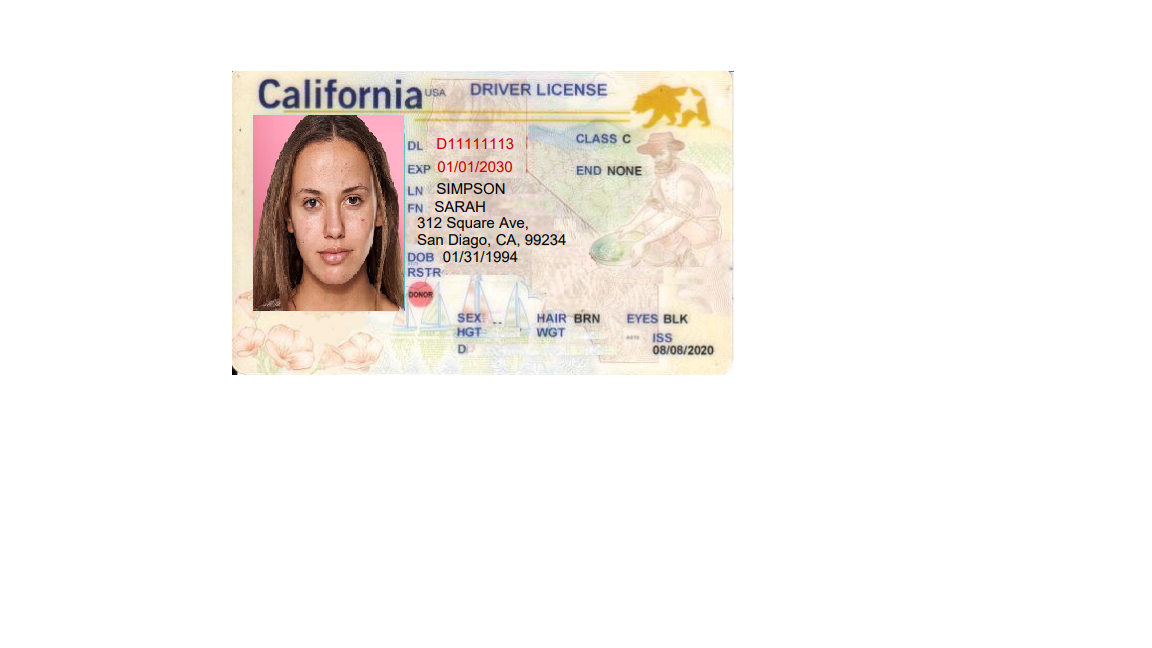 California USA DRIVER LICENSE
DL D11111113 CLASS C
EXP 01/01/2030 END NONE
LN SIMPSON
FN SARAH
312 Square Ave,
San Diego, CA, 99234
DOB 01/31/1994
RSTR
DONOR
SEX HAIR BRN EYES BLK
HGT WGT ISS
D 08/08/2020